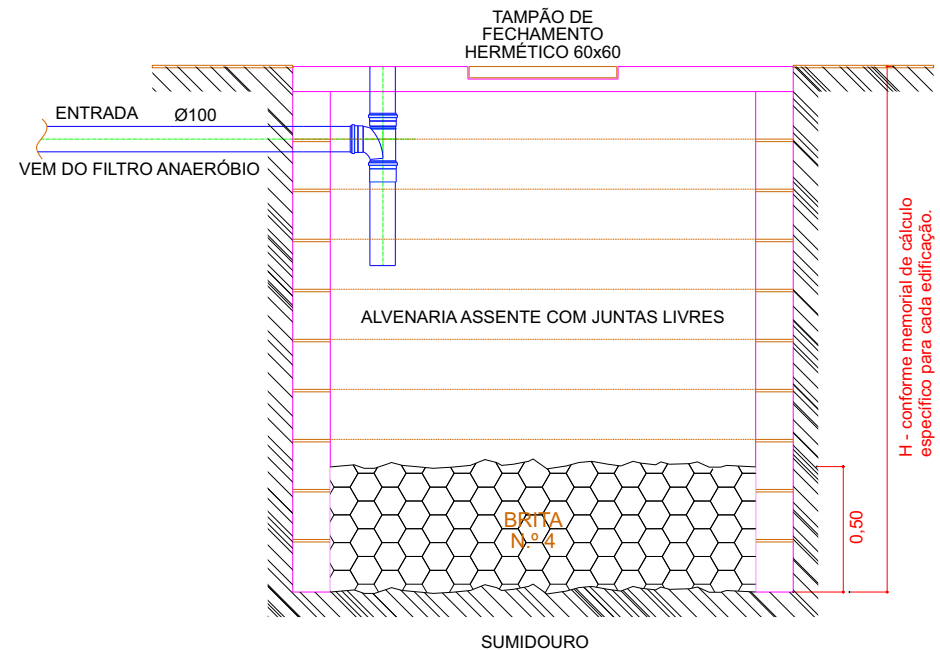 TAMPÃO DE
FECHAMENTO
HERMÉTICO 60x60
ENTRADA Ø100
VEM DO FILTRO ANAERÓBIO
ALVENARIA ASSENTE COM JUNTAS LIVRES
H - conforme memorial de cálculo
específico para cada edificação.
BRITA
N.º 4
0,50
SUMIDOURO